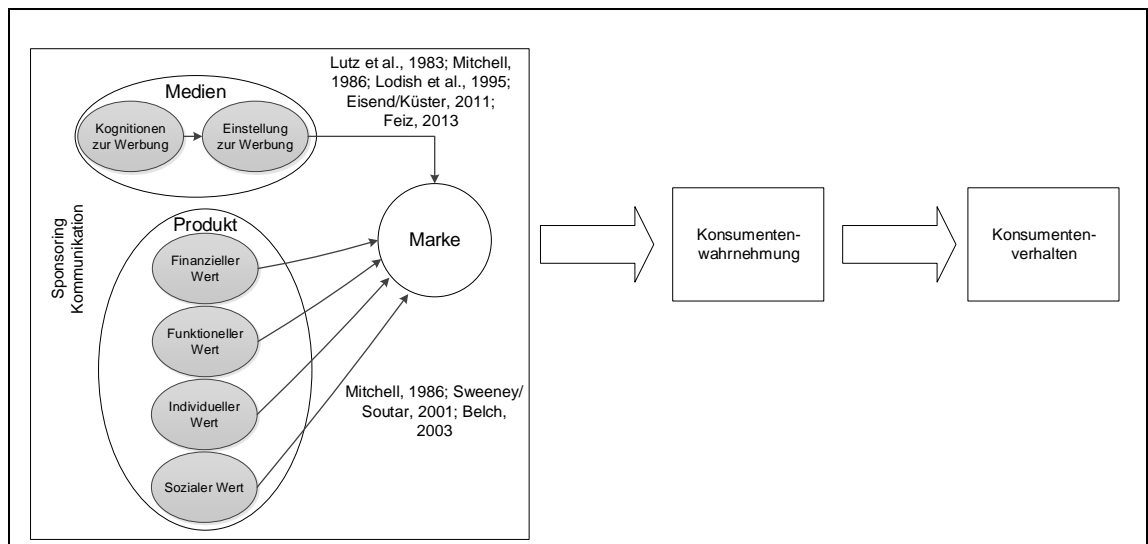 Lutz et al., 1983; Mitchell,
1986; Lodish et al., 1995;
Eisend/Küster, 2011;
Feiz, 2013
Medien
Kognitionen
zur Werbung
Einstellung
zur Werbung
Sponsoring
Kommunikation
Produkt
Finanzieller
Wert
Funktioneller
Wert
Individueller
Wert
Sozialer Wert
Marke
Mitchell, 1986; Sweeney/
Soutar, 2001; Belch,
2003
Konsumenten-
wahrnehmung
Konsumenten-
verhalten